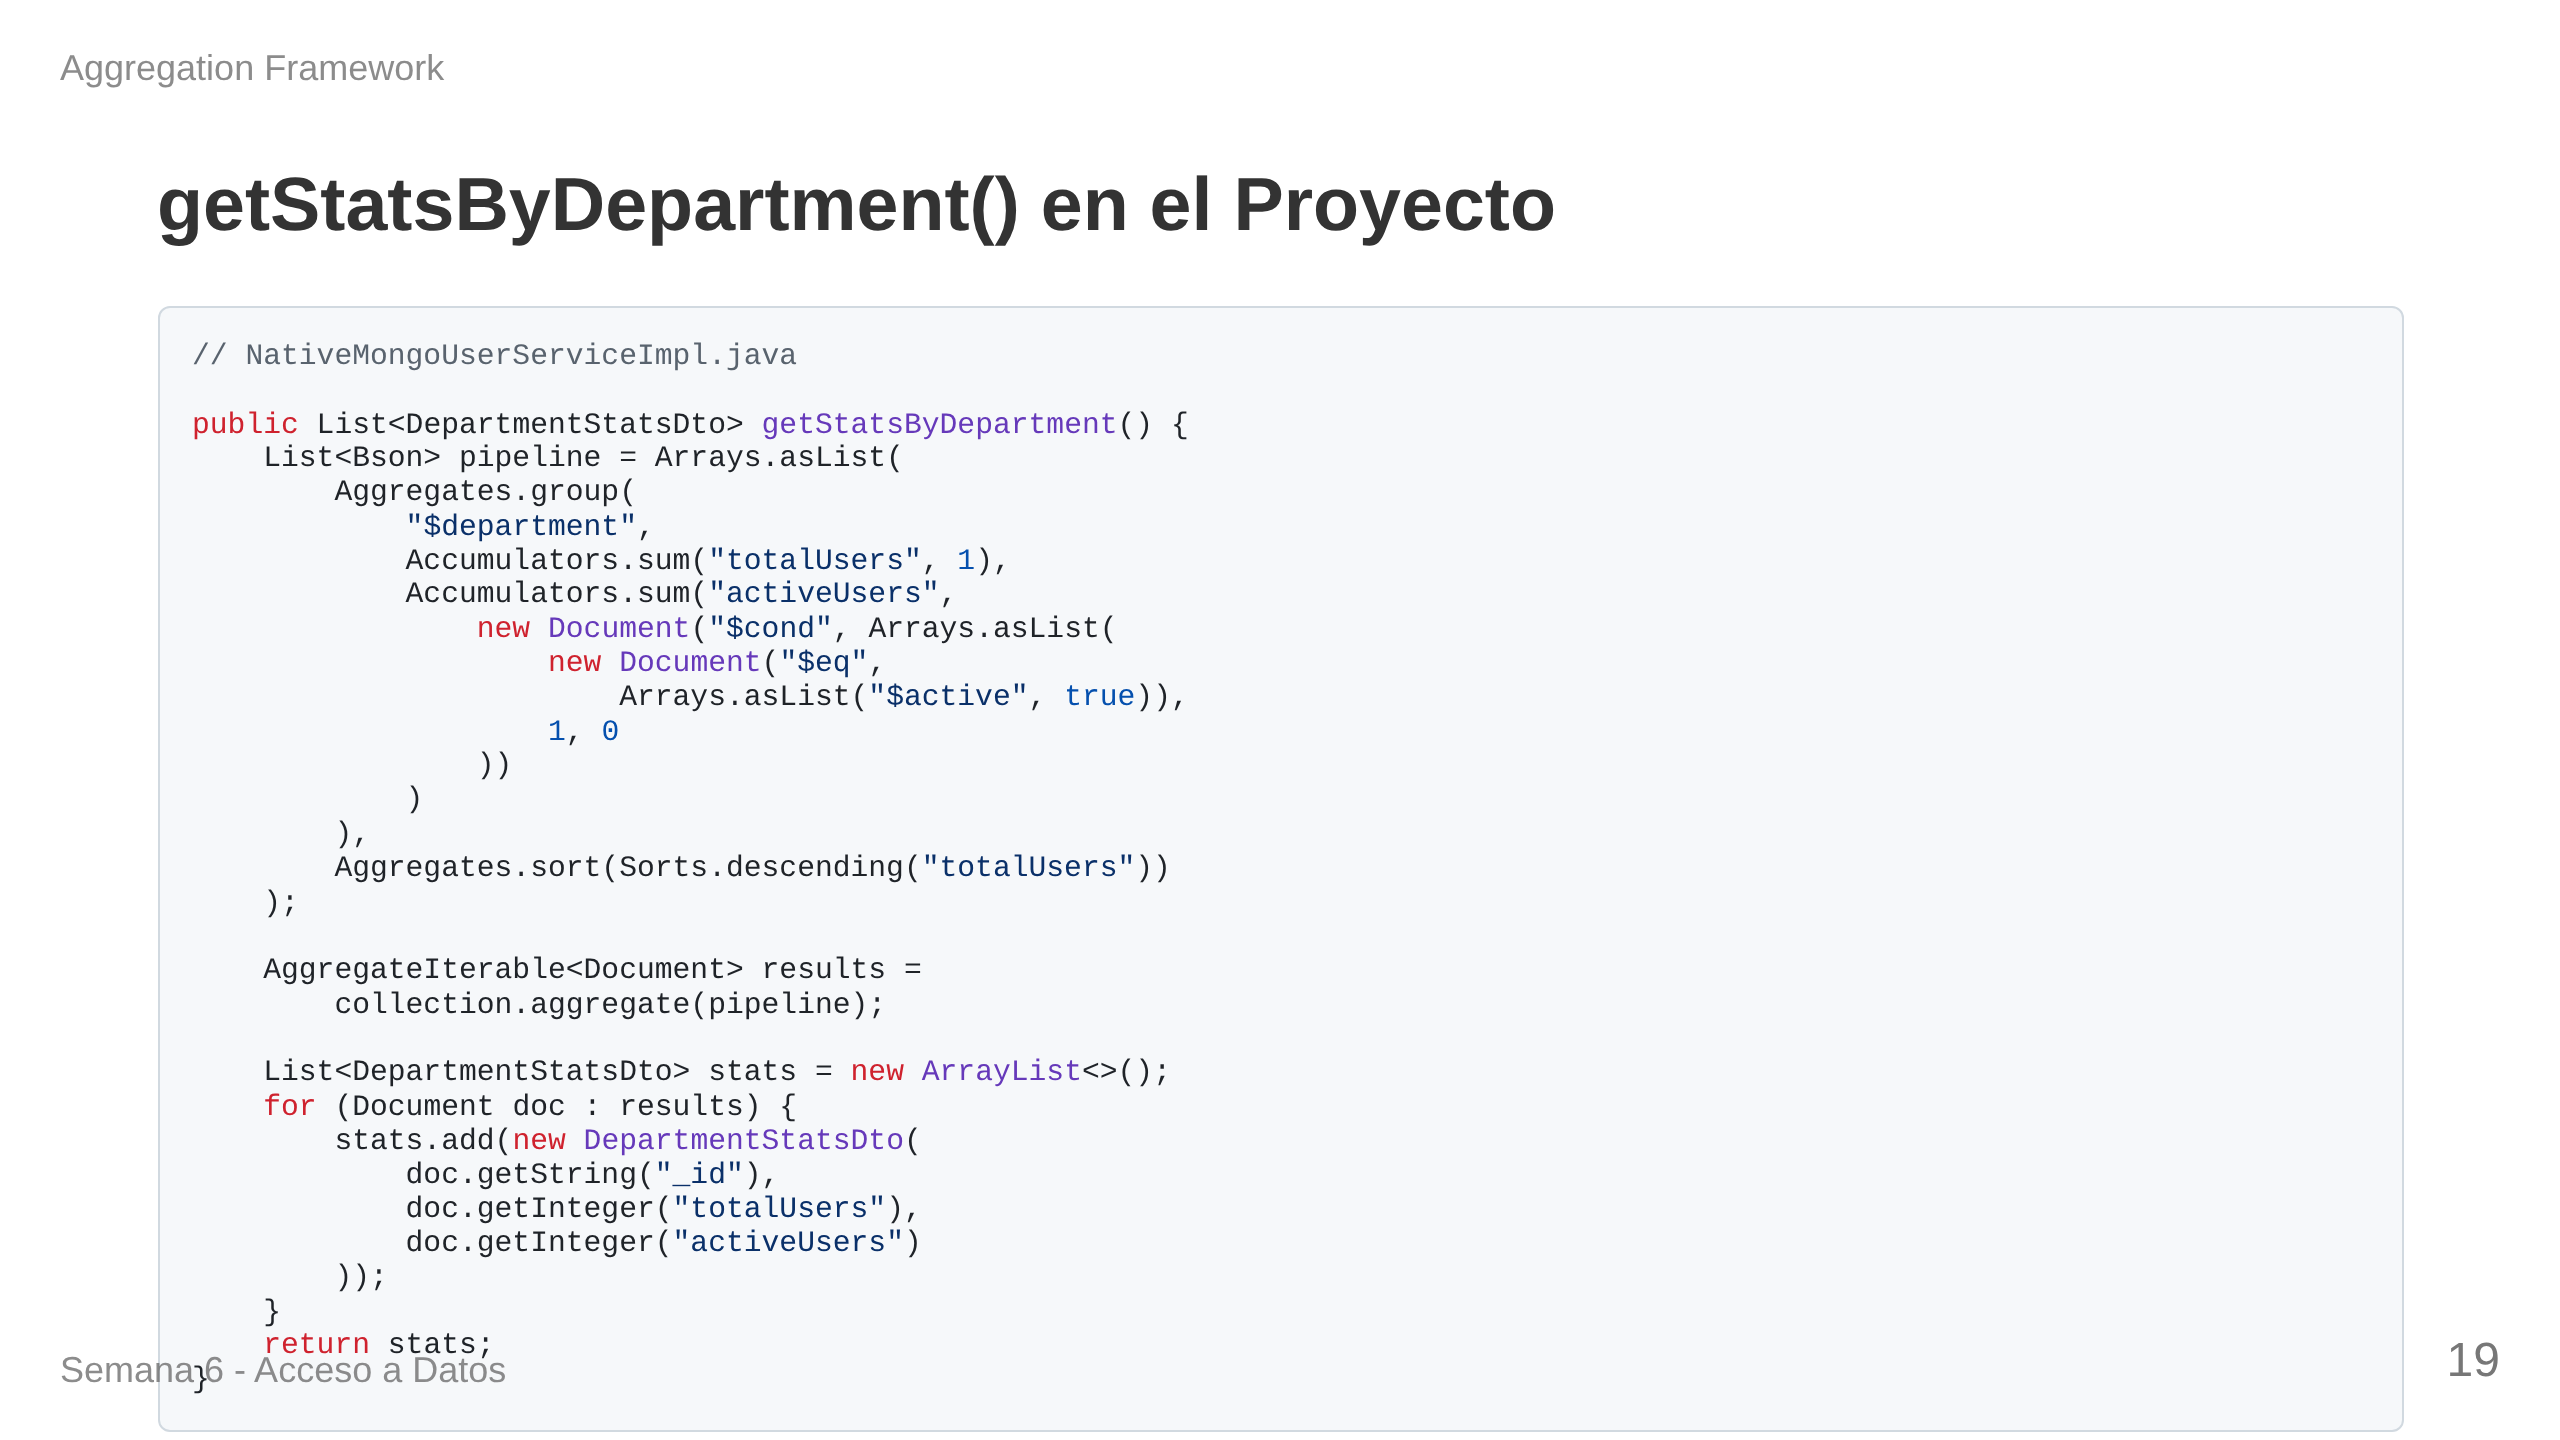 Aggregation Framework
getStatsByDepartment() en el Proyecto
// NativeMongoUserServiceImpl.java
public List<DepartmentStatsDto> getStatsByDepartment() {
    List<Bson> pipeline = Arrays.asList(
        Aggregates.group(
            "$department",
            Accumulators.sum("totalUsers", 1),
            Accumulators.sum("activeUsers",
                new Document("$cond", Arrays.asList(
                    new Document("$eq",
                        Arrays.asList("$active", true)),
                    1, 0
                ))
            )
        ),
        Aggregates.sort(Sorts.descending("totalUsers"))
    );
    AggregateIterable<Document> results =
        collection.aggregate(pipeline);
    List<DepartmentStatsDto> stats = new ArrayList<>();
    for (Document doc : results) {
        stats.add(new DepartmentStatsDto(
            doc.getString("_id"),
            doc.getInteger("totalUsers"),
            doc.getInteger("activeUsers")
        ));
    }
    return stats;
}
Semana 6 - Acceso a Datos
19